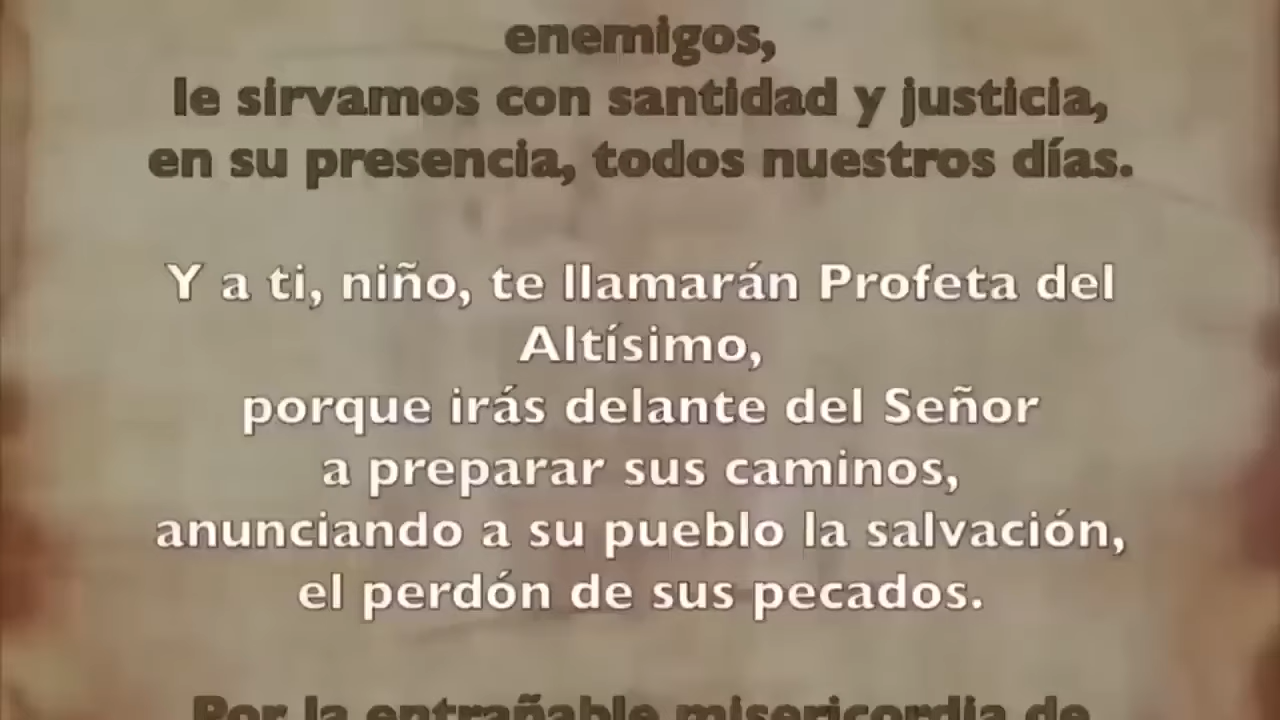 enemigos,
le sirvamos con santidad y justicia,
en su presencia, todos nuestros días.
Y a ti, niño, te llamarán Profeta del
Altísimo,
porque irás delante del Señor
a preparar sus caminos,
anunciando a su pueblo la salvación,
el perdón de sus pecados.
Por la entrañable misericordia de